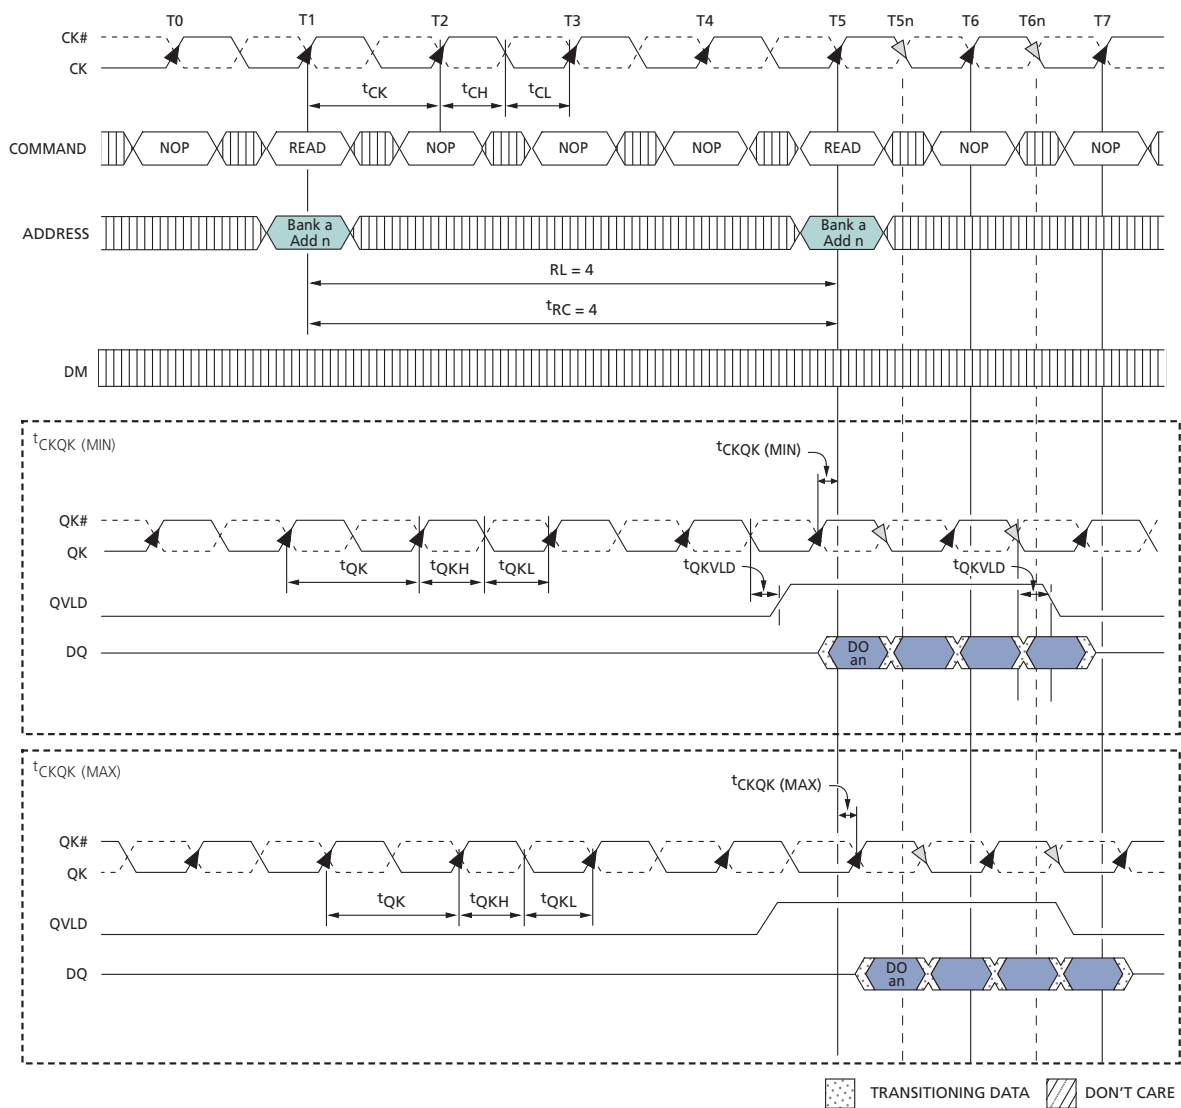 T0 T1 T2 T3 T4 T5 T5n T6 T6n T7
CK#
CK
tCK tCH tCL
COMMAND NOP READ NOP NOP NOP READ NOP NOP
ADDRESS Bank a Add n Bank a Add n
RL = 4
tRC = 4
DM
tCKQK (MIN)
tCKQK (MIN)
QK#
QK
tQK tQKH tQKL tQKVLD tQKVLD
QVLD
DQ DO an
tCKQK (MAX)
tCKQK (MAX)
QK#
QK
tQK tQKH tQKL
QVLD
DQ DO an
TRANSITIONING DATA DON'T CARE